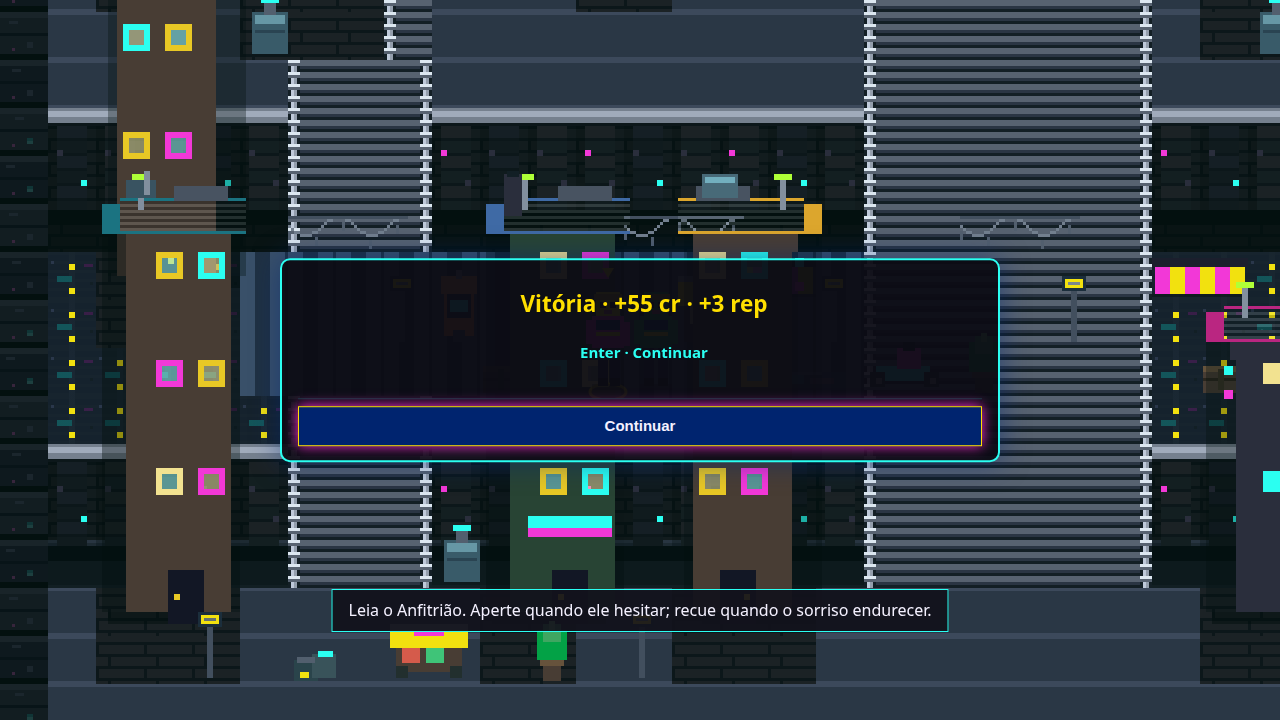 Vitória · +55 cr · +3 rep
Enter · Continuar
Continuar
Leia o Anfitrião. Aperte quando ele hesitar; recue quando o sorriso endurecer.